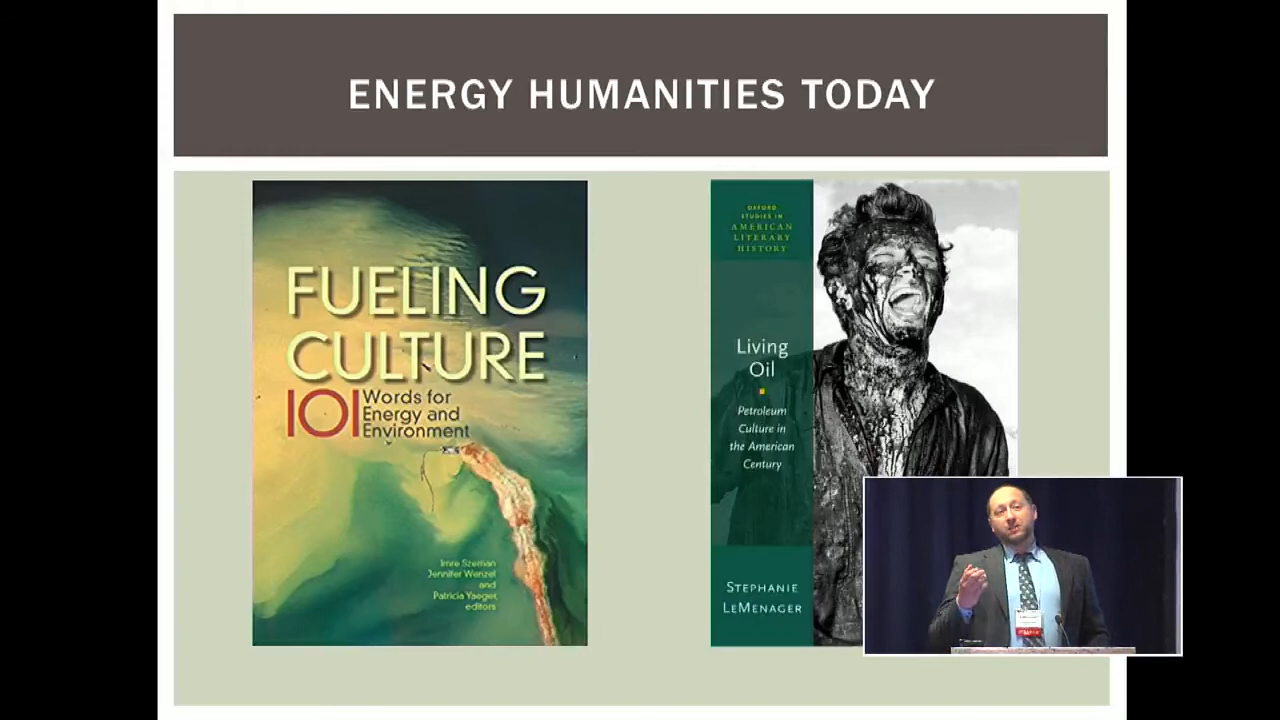 ENERGY HUMANITIES TODAY
FUELING
CULTURE
101
Words for
Energy and
Environment
Imre Szeman
Jennifer Wenzel
and
Patricia Yaeger,
editors
OXFORD
STUDIES IN
AMERICAN
LITERARY
HISTORY
Living
Oil
Petroleum
Culture in
the American
Century
STEPHANIE
LEMENAGER